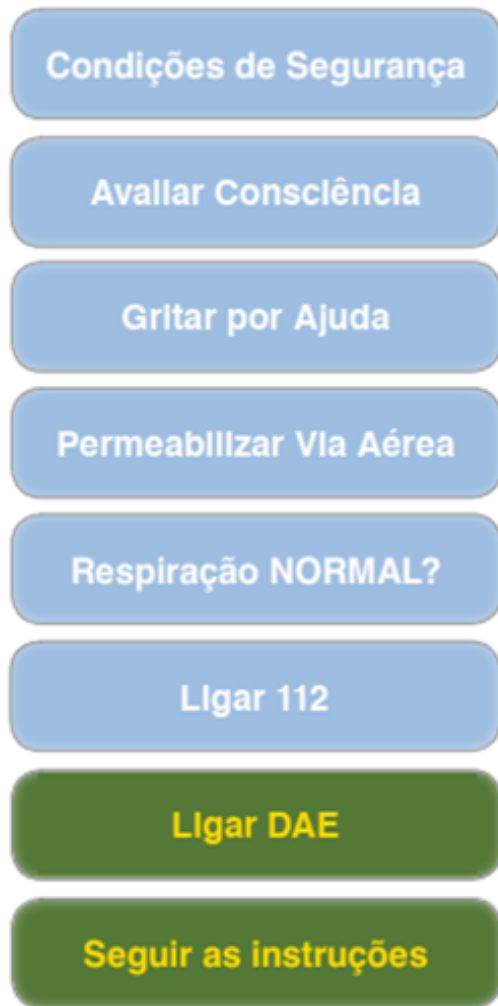 Condições de Segurança
Avaliar Consciência
Gritar por Ajuda
Permeabilizar Via Aérea
Respiração NORMAL?
Ligar 112
Ligar DAE
Seguir as instruções